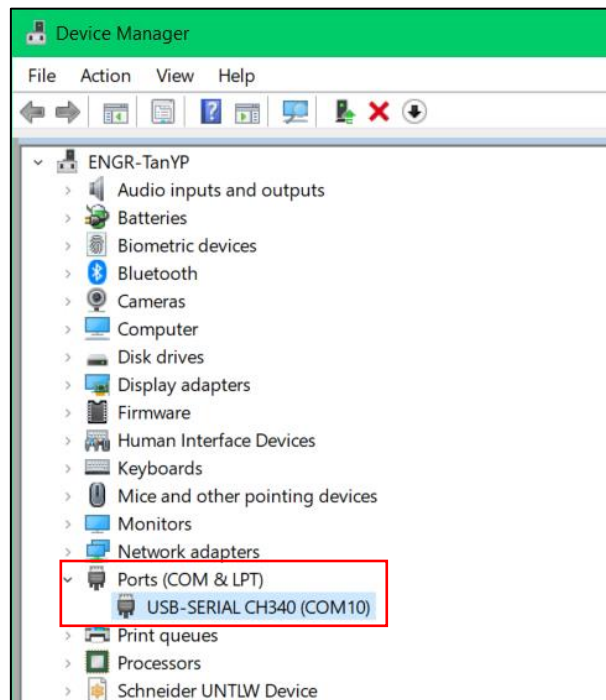 Device Manager
File Action View Help
ENGR-TanYP
Audio inputs and outputs
Batteries
Biometric devices
Bluetooth
Cameras
Computer
Disk drives
Display adapters
Firmware
Human Interface Devices
Keyboards
Mice and other pointing devices
Monitors
Network adapters
Ports (COM & LPT)
USB-SERIAL CH340 (COM10)
Print queues
Processors
Schneider UNTLW Device